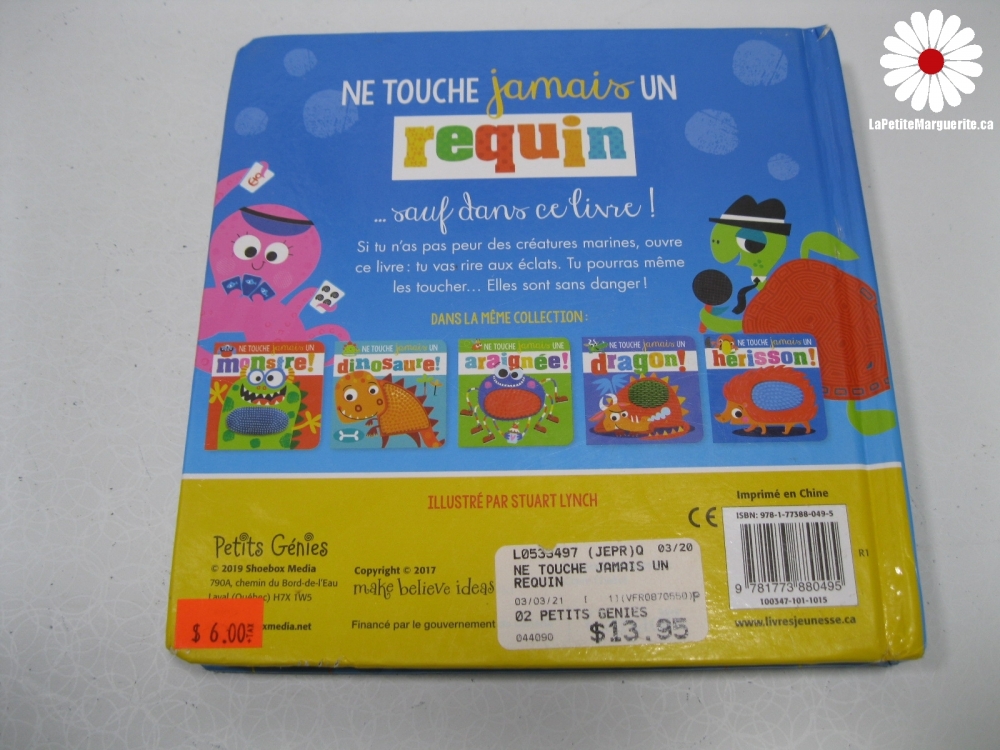 LaPetiteMarguerite.ca
NE TOUCHE jamais UN
requin
... sauf dans ce livre !
Si tu n'as pas peur des créatures marines, ouvre
ce livre : tu vas rire aux éclats. Tu pourras même
les toucher... Elles sont sans danger !
DANS LA MÊME COLLECTION :
NE TOUCHE jamais UN
monstre!
NE TOUCHE jamais UN
dinosaure!
NE TOUCHE jamais UNE
araignée!
NE TOUCHE jamais UN
dragon!
NE TOUCHE jamais UN
hérisson!
ILLUSTRÉ PAR STUART LYNCH
Petits Génies
© 2019 Shoebox Media
790A, chemin du Bord-de-l'Eau
Laval (Québec) H7X 1W5
xmedia.net
$ 6.00
Copyright © 2017
make believe ideas
Financé par le gouvernement
L0533497 (JEPR)Q 03/20
NE TOUCHE JAMAIS UN
REQUIN
03/03/21
02 PETITS GENIES
044090 $13.95
CE
Imprimé en Chine
ISBN: 978-1-77388-049-5
9 781773 880495
100347-101-1015
www.livresjeunesse.ca
R1